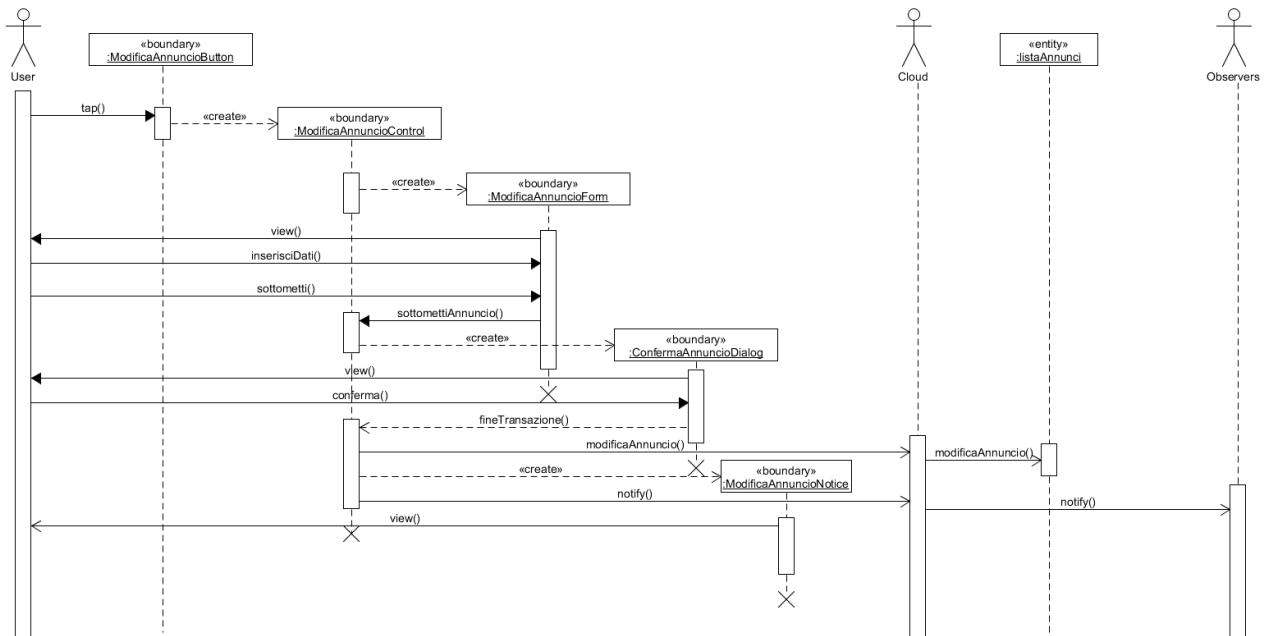 User
«boundary»
:ModificaAnnuncioButton
Cloud
«entity»
:listaAnnunci
Observers
tap()
«create»
«boundary»
:ModificaAnnuncioControl
«create»
«boundary»
:ModificaAnnuncioForm
view()
inserisciDati()
sottometti()
sottomettiAnnuncio()
«create»
«boundary»
:ConfermaAnnuncioDialog
view()
conferma()
fineTransazione()
modificaAnnuncio()
modificaAnnuncio()
«create»
«boundary»
:ModificaAnnuncioNotice
notify()
notify()
view()